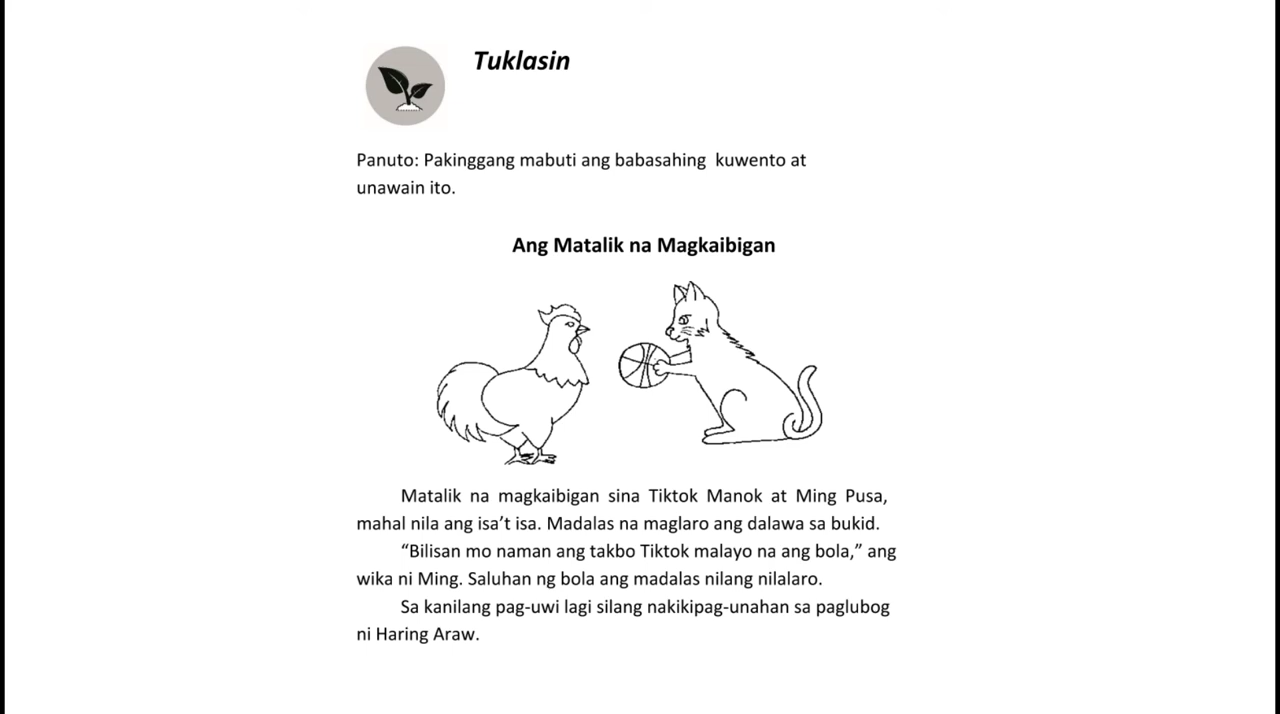 Tuklasin
Panuto: Pakinggang mabuti ang babasahing kuwento at
unawain ito.
Ang Matalik na Magkaibigan
Matalik na magkaibigan sina Tiktok Manok at Ming Pusa,
mahal nila ang isa’t isa. Madalas na maglaro ang dalawa sa bukid.
“Bilisan mo naman ang takbo Tiktok malayo na ang bola,” ang
wika ni Ming. Saluhan ng bola ang madalas nilang nilalaro.
Sa kanilang pag-uwi lagi silang nakikipag-unahan sa paglubog
ni Haring Araw.